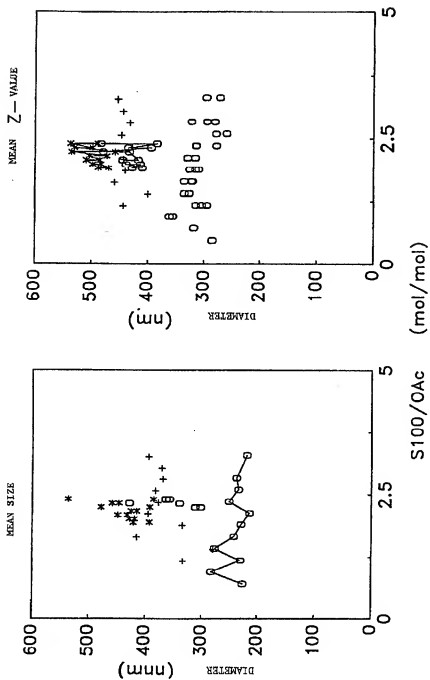 MEAN Z- VALUE
600
500
400
300
200
100
0
(nm)
DIAMETER
0
2.5
5
(mol/mol)
MEAN SIZE
600
500
400
300
200
100
0
(nnm)
DIAMETER
0
2.5
5
S100/OAc